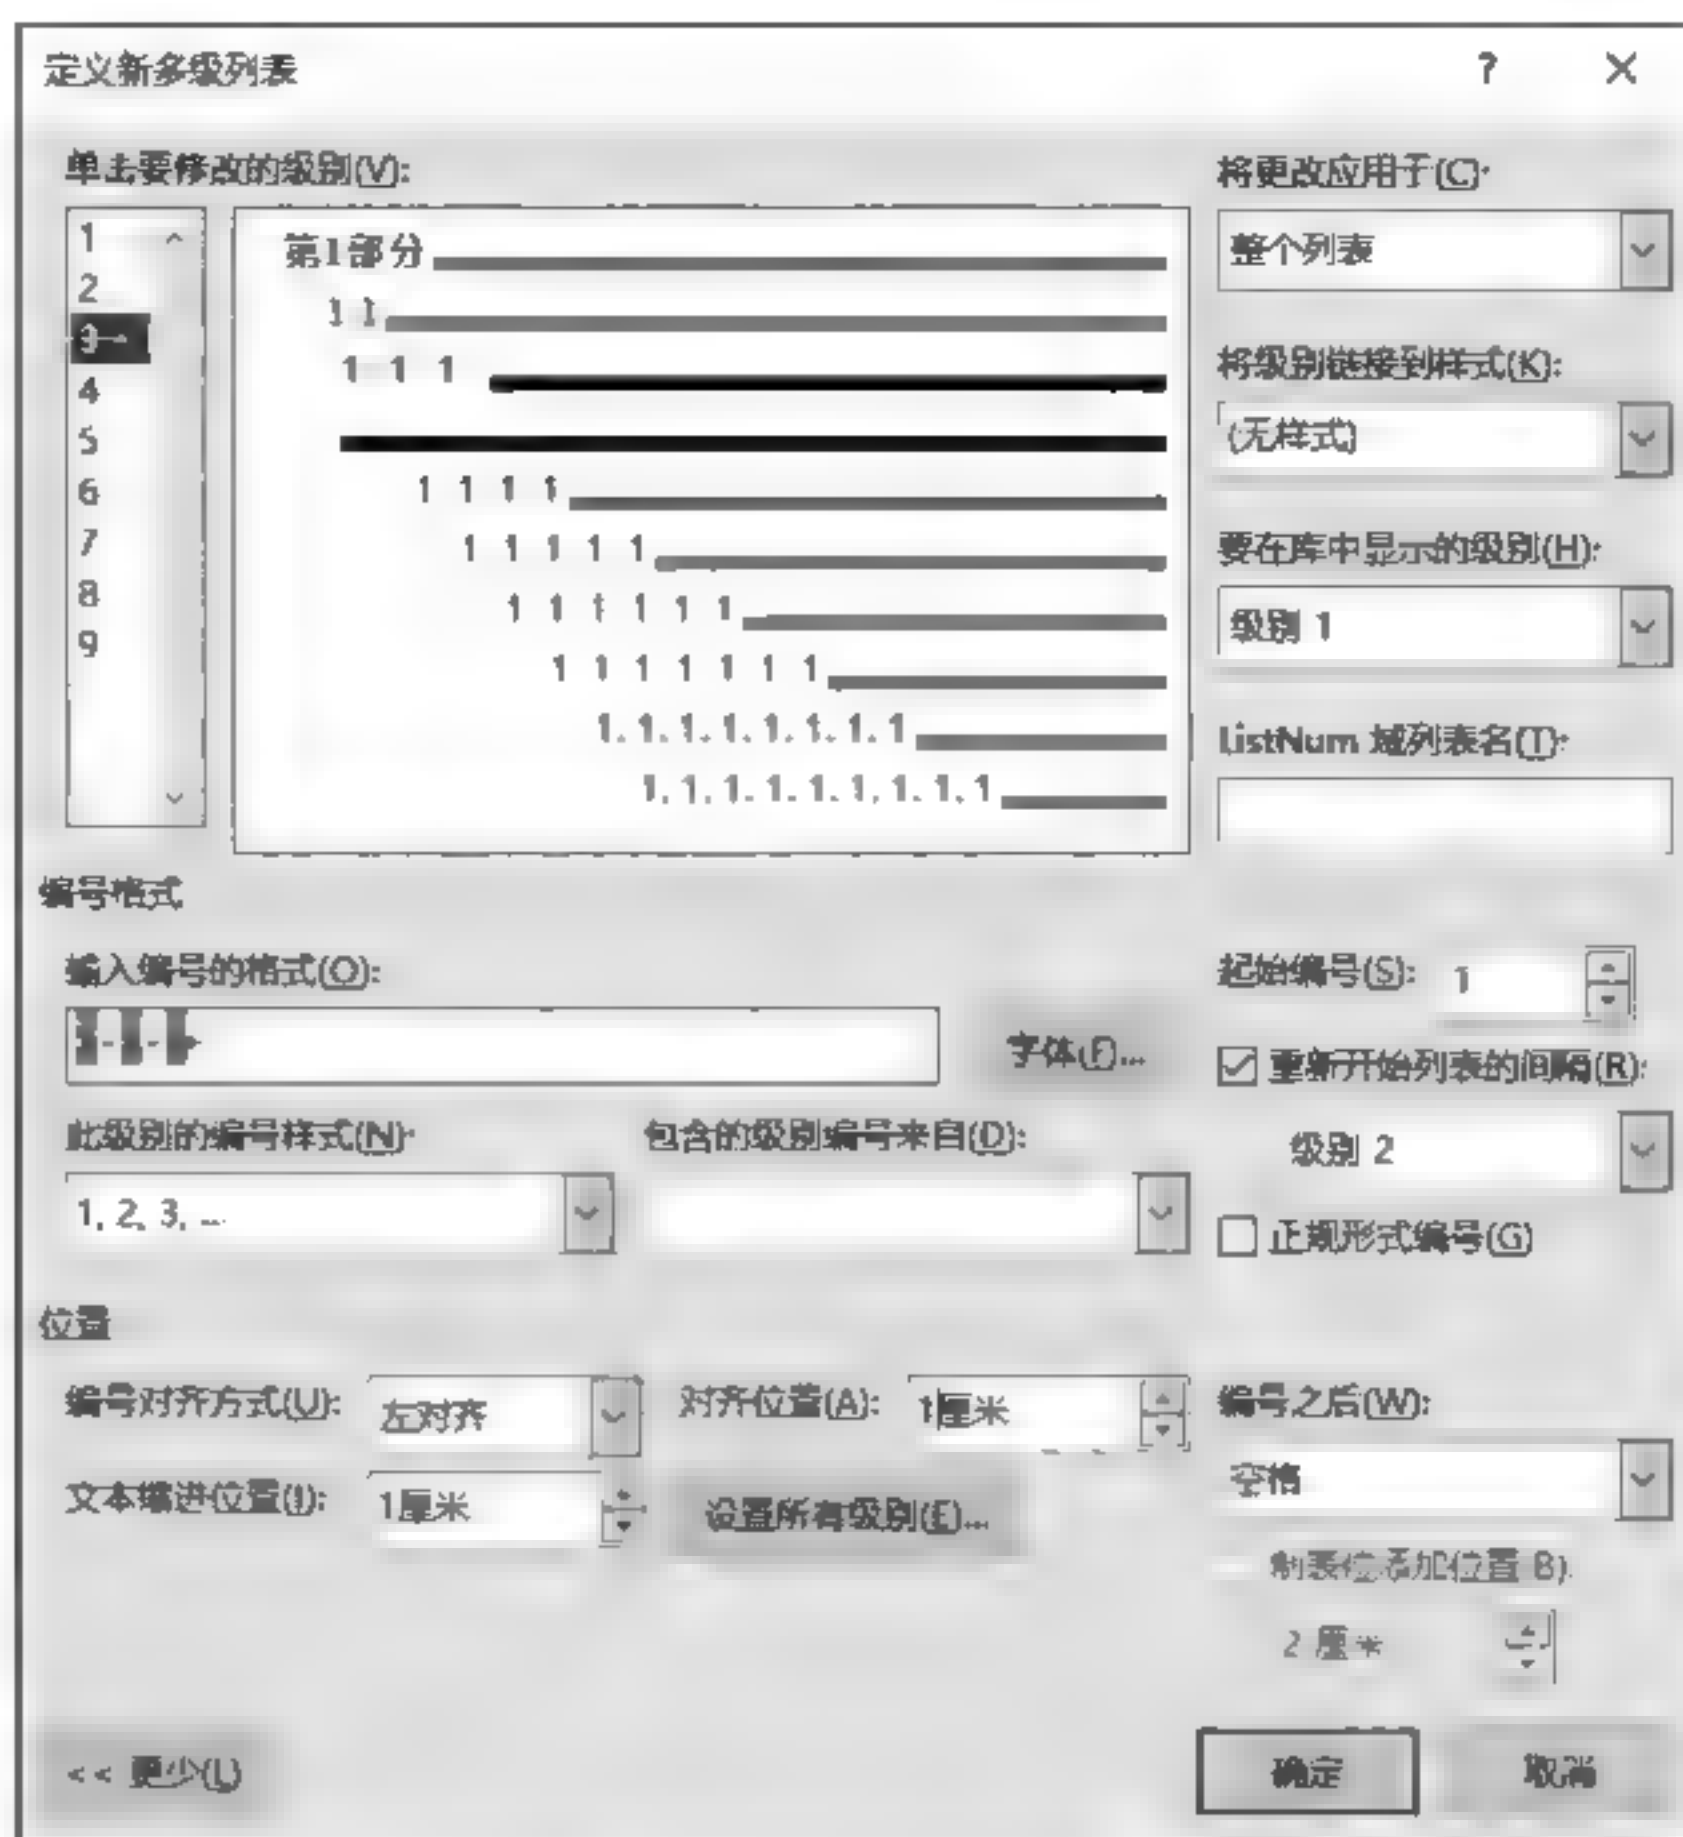 定义新多级列表
?
×
单击要修改的级别(V):
1
2
3
4
5
6
7
8
9
第1部分
1 1
1 1 1
1 1 1 1
1 1 1 1 1
1 1 1 1 1 1
1 1 1 1 1 1 1
1.1.1.1.1.1.1.1
1.1.1.1.1.1.1.1.1
将更改应用于(C):
整个列表
将级别链接到样式(K):
(无样式)
要在库中显示的级别(H):
级别 1
ListNum 域列表名(T):
编号格式
输入编号的格式(O):
字体(F)...
起始编号(S): 1
重新开始列表的间隔(R):
级别 2
此级别的编号样式(N):
1, 2, 3, ...
包含的级别编号来自(D):
正规形式编号(G)
位置
编号对齐方式(U): 左对齐
对齐位置(A): 1厘米
编号之后(W):
空格
文本缩进位置(I): 1厘米
设置所有级别(E)...
制表位添加位置 B)
2 厘米
<< 更少(L)
确定
取消